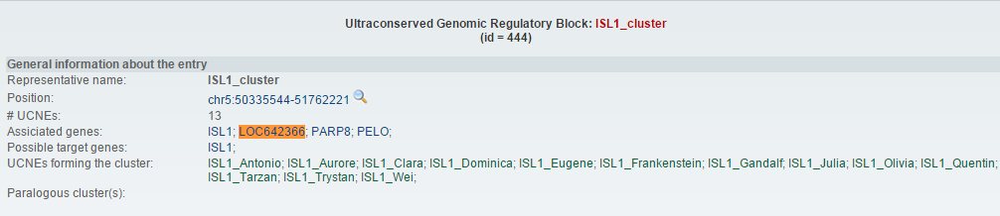 Ultraconserved Genomic Regulatory Block: ISL1_cluster
(id = 444)
General information about the entry
Representative name: ISL1_cluster
Position: chr5:50335544-51762221
# UCNEs: 13
Assiciated genes: ISL1; LOC642366; PARP8; PELO;
Possible target genes: ISL1;
UCNEs forming the cluster: ISL1_Antonio; ISL1_Aurore; ISL1_Clara; ISL1_Dominica; ISL1_Eugene; ISL1_Frankenstein; ISL1_Gandalf; ISL1_Julia; ISL1_Olivia; ISL1_Quentin;
ISL1_Tarzan; ISL1_Trystan; ISL1_Wei;
Paralogous cluster(s):